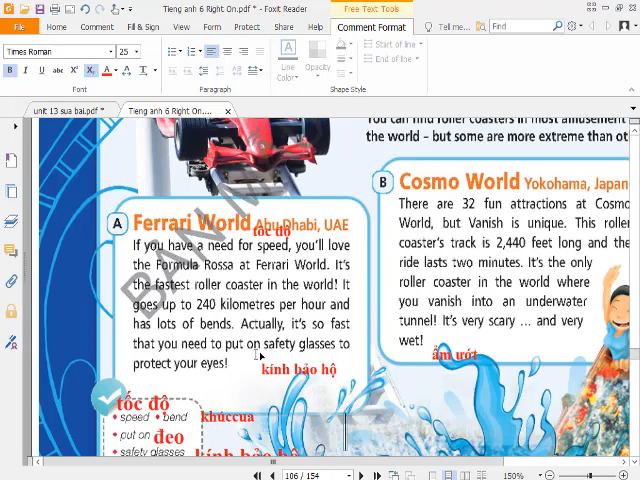 Tieng anh 6 Right On.pdf * - Foxit Reader
Free Text Tools
File
Home
Comment
Fill & Sign
View
Form
Protect
Share
Help
Comment Format
Tell me...
Find
Times Roman
25
Start of line
End of line
Line Color
Opacity
Font
Paragraph
Shape Style
unit 13 sua bai.pdf *
Tieng anh 6 Right On....
You can find roller coasters in most amusement
the world – but some are more extreme than ot
A
Ferrari World Abu Dhabi, UAE
tốc độ
If you have a need for speed, you'll love
the Formula Rossa at Ferrari World. It's
the fastest roller coaster in the world! It
goes up to 240 kilometres per hour and
has lots of bends. Actually, it's so fast
that you need to put on safety glasses to
kính bảo hộ
protect your eyes!
B
Cosmo World Yokohama, Japan
There are 32 fun attractions at Cosmo
World, but Vanish is unique. This roller
coaster's track is 2,440 feet long and the
ride lasts two minutes. It's the only
roller coaster in the world where
you vanish into an underwater
tunnel! It's very scary ... and very
wet!
ẩm ướt
tốc độ
• speed • bend
khúccua
• put on
đeo
• safety glasses
kính bảo hộ
BAN M
106 / 154
150%